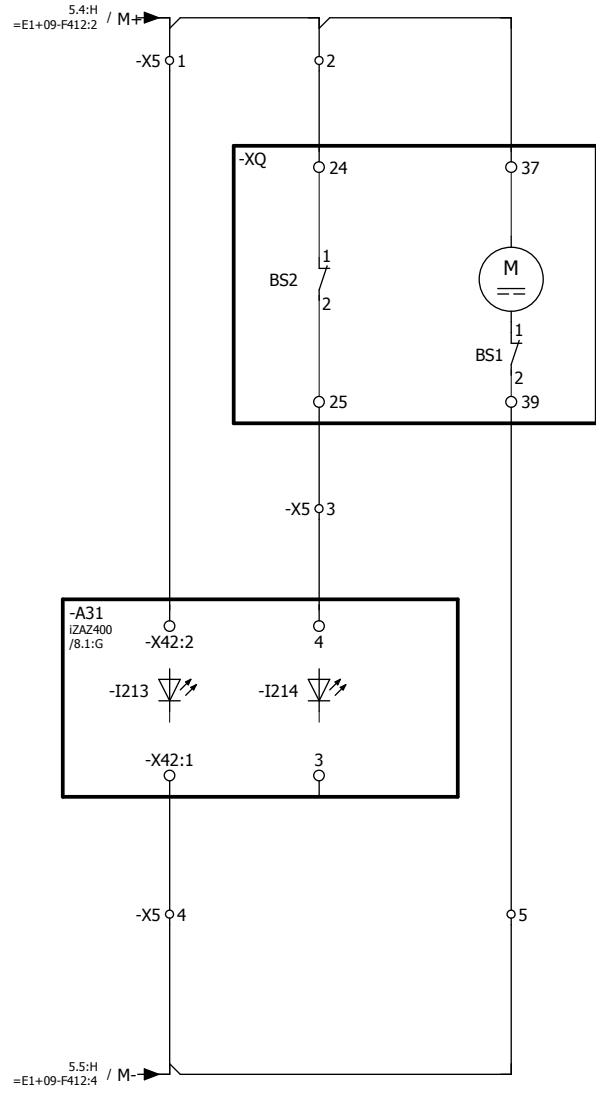 5.4:H
=E1+09-F412:2 / M+
-X5 1 2
-XQ
24 37
1
BS2
2
M
1
BS1
2
25 39
-X5 3
-A31
iZAZ400
/8.1:G
-X42:2 4
-I213 -I214
-X42:1 3
-X5 4 5
5.5:H
=E1+09-F412:4 / M-